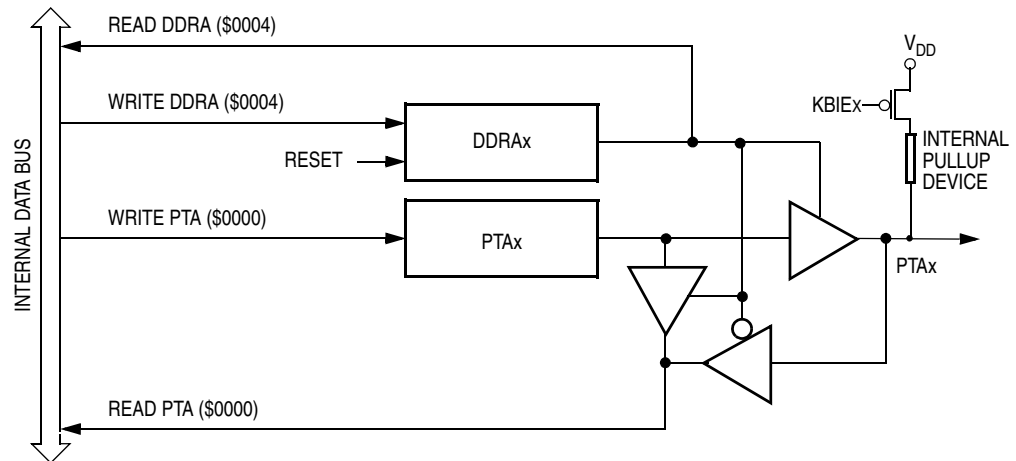 READ DDRA ($0004)
V_DD
WRITE DDRA ($0004)
KBIEx
DDRAx
RESET
INTERNAL
PULLUP
DEVICE
WRITE PTA ($0000)
PTAx
PTAx
INTERNAL DATA BUS
READ PTA ($0000)